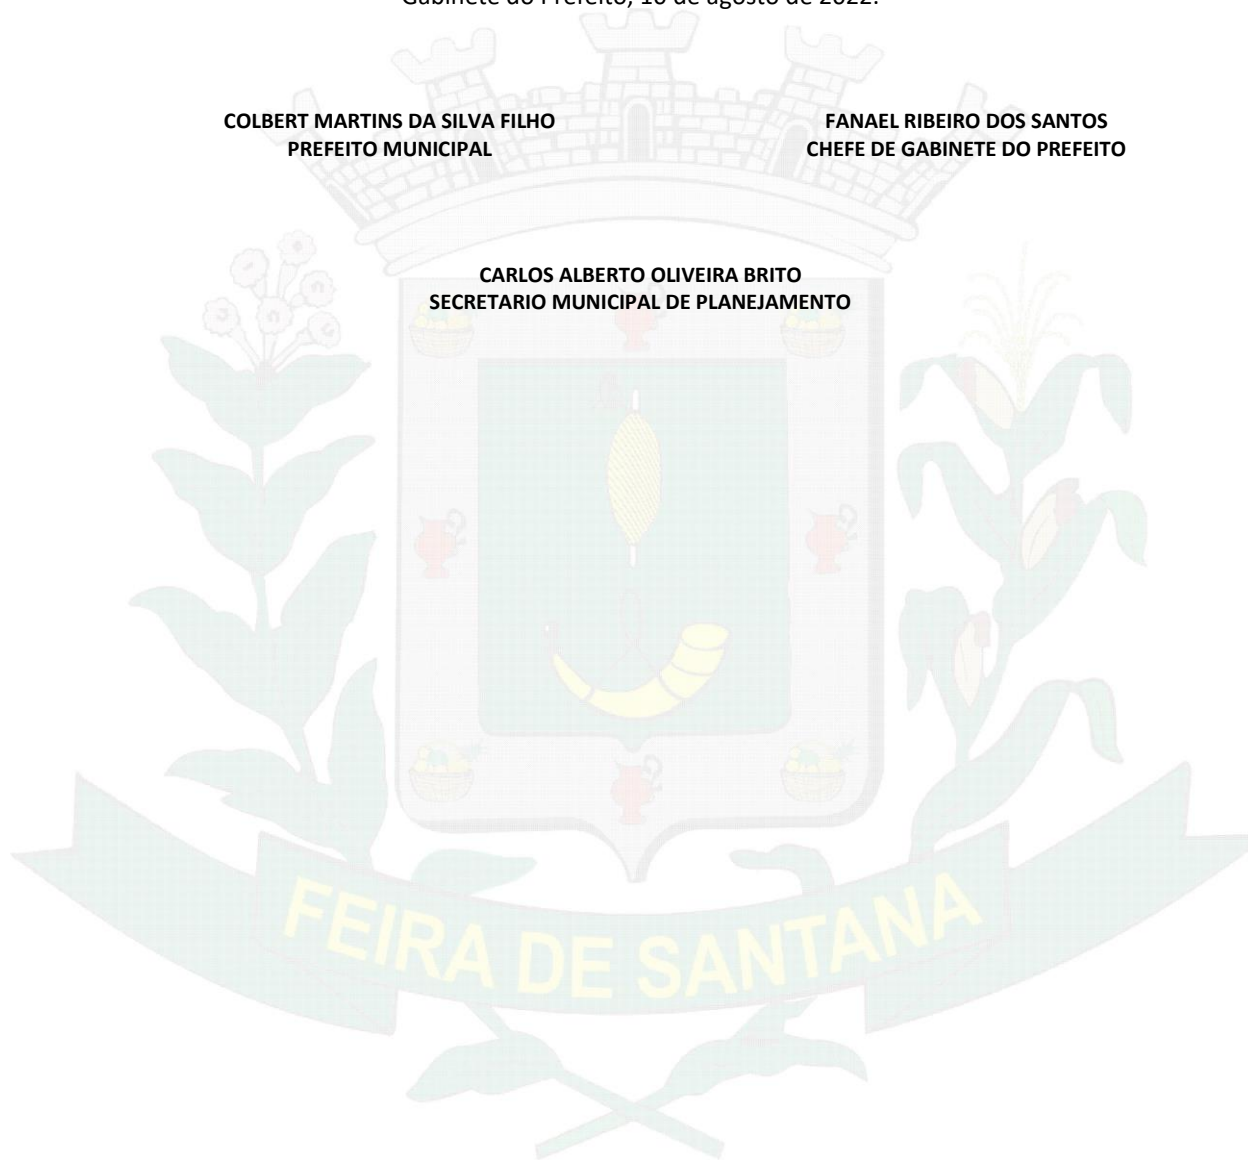 Gabinete do Prefeito, 16 de agosto de 2022.
COLBERT MARTINS DA SILVA FILHO
PREFEITO MUNICIPAL
FANAEL RIBEIRO DOS SANTOS
CHEFE DE GABINETE DO PREFEITO
CARLOS ALBERTO OLIVEIRA BRITO
SECRETARIO MUNICIPAL DE PLANEJAMENTO
FEIRA DE SANTANA